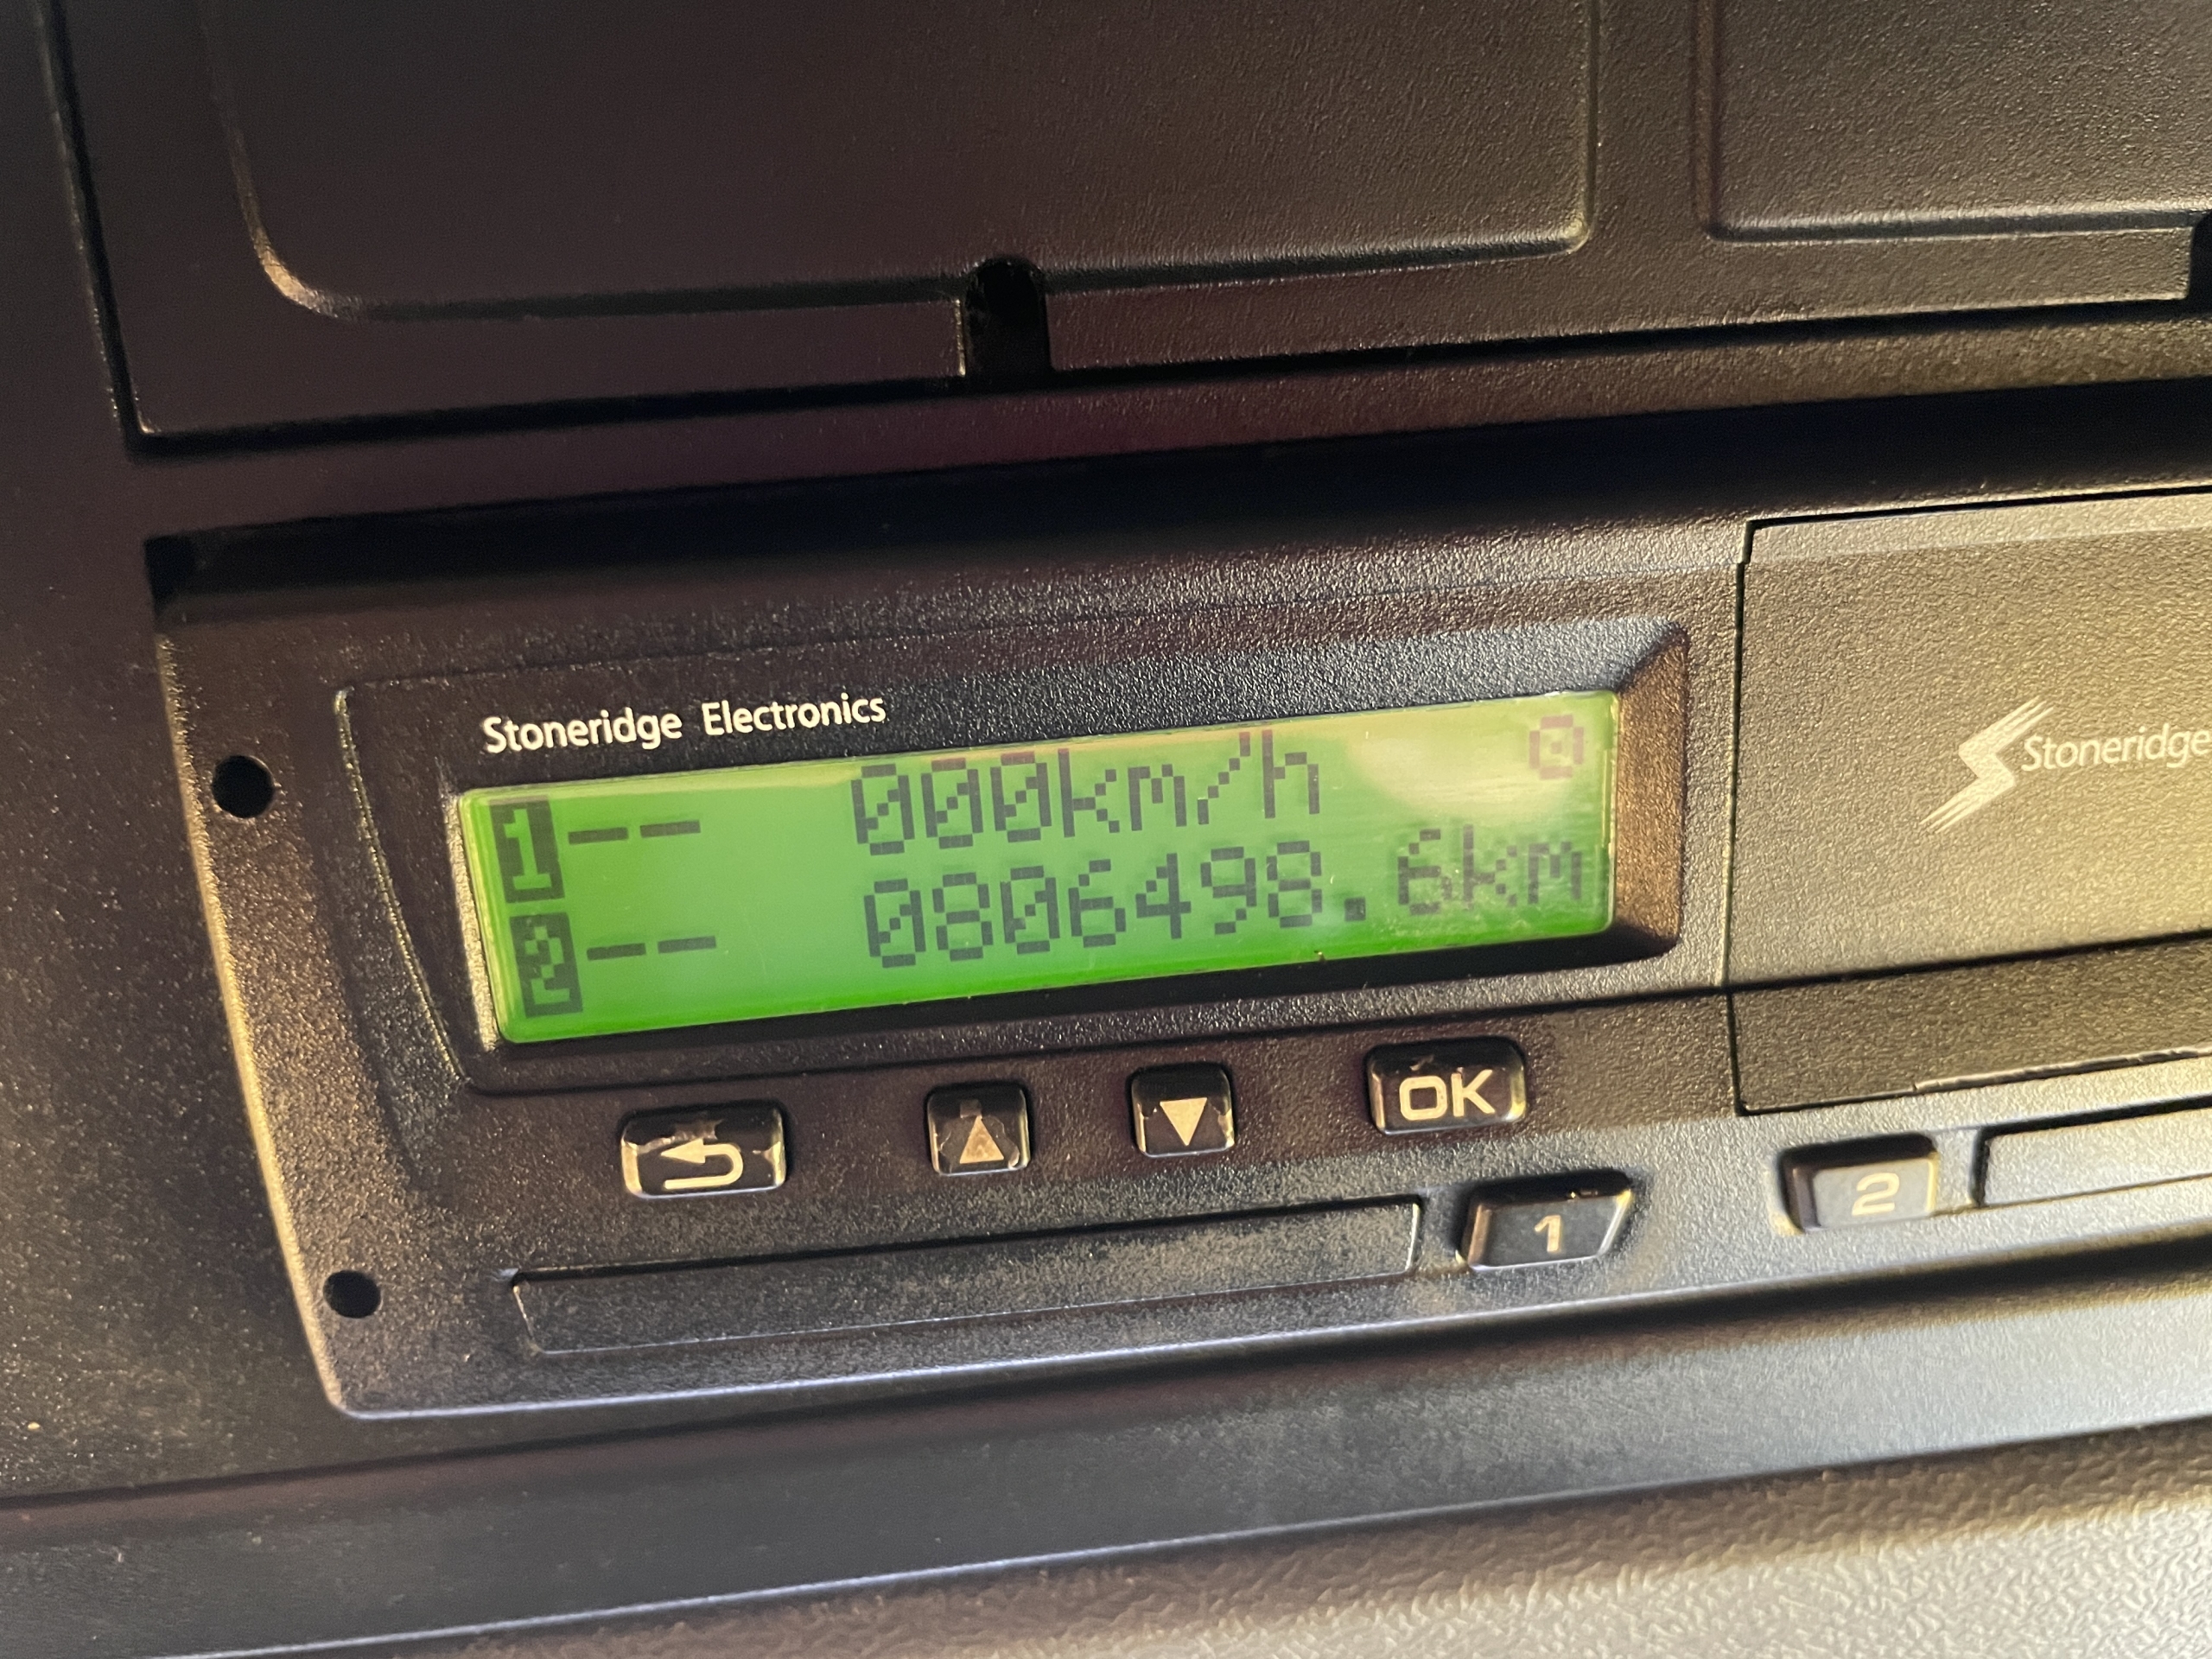 Stoneridge Electronics
1-- 000km/h
2-- 0806498.6km
Stoneridge
OK
1
2